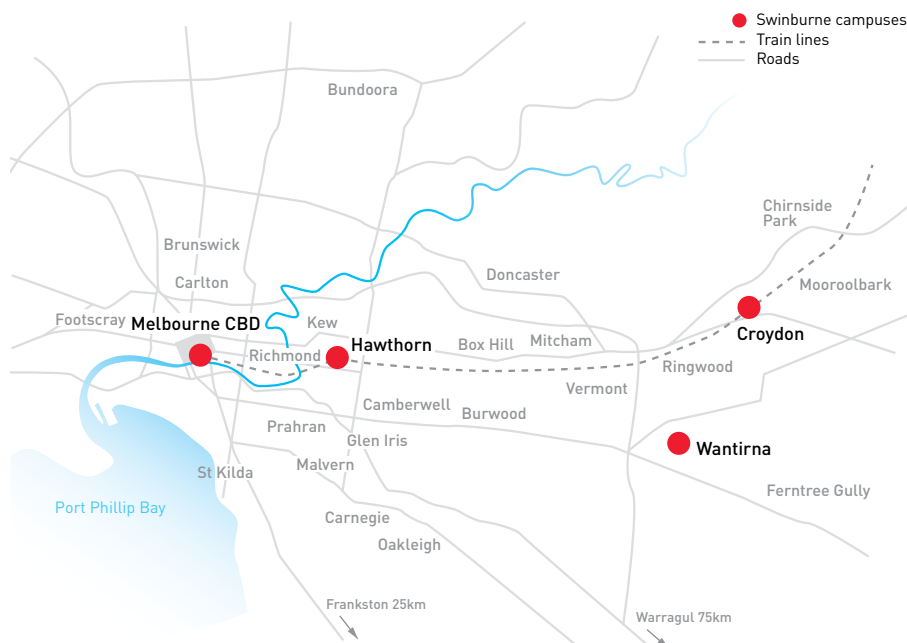 Swinburne campuses
Train lines
Roads
Bundoora
Chirnside
Park
Brunswick
Doncaster
Carlton
Mooroolbark
Footscray
Melbourne CBD
Kew
Croydon
Hawthorn
Box Hill
Mitcham
Richmond
Ringwood
Vermont
Camberwell
Burwood
Prahran
Glen Iris
Wantirna
Malvern
St Kilda
Ferntree Gully
Port Phillip Bay
Carnegie
Oakleigh
Frankston 25km
Warragul 75km